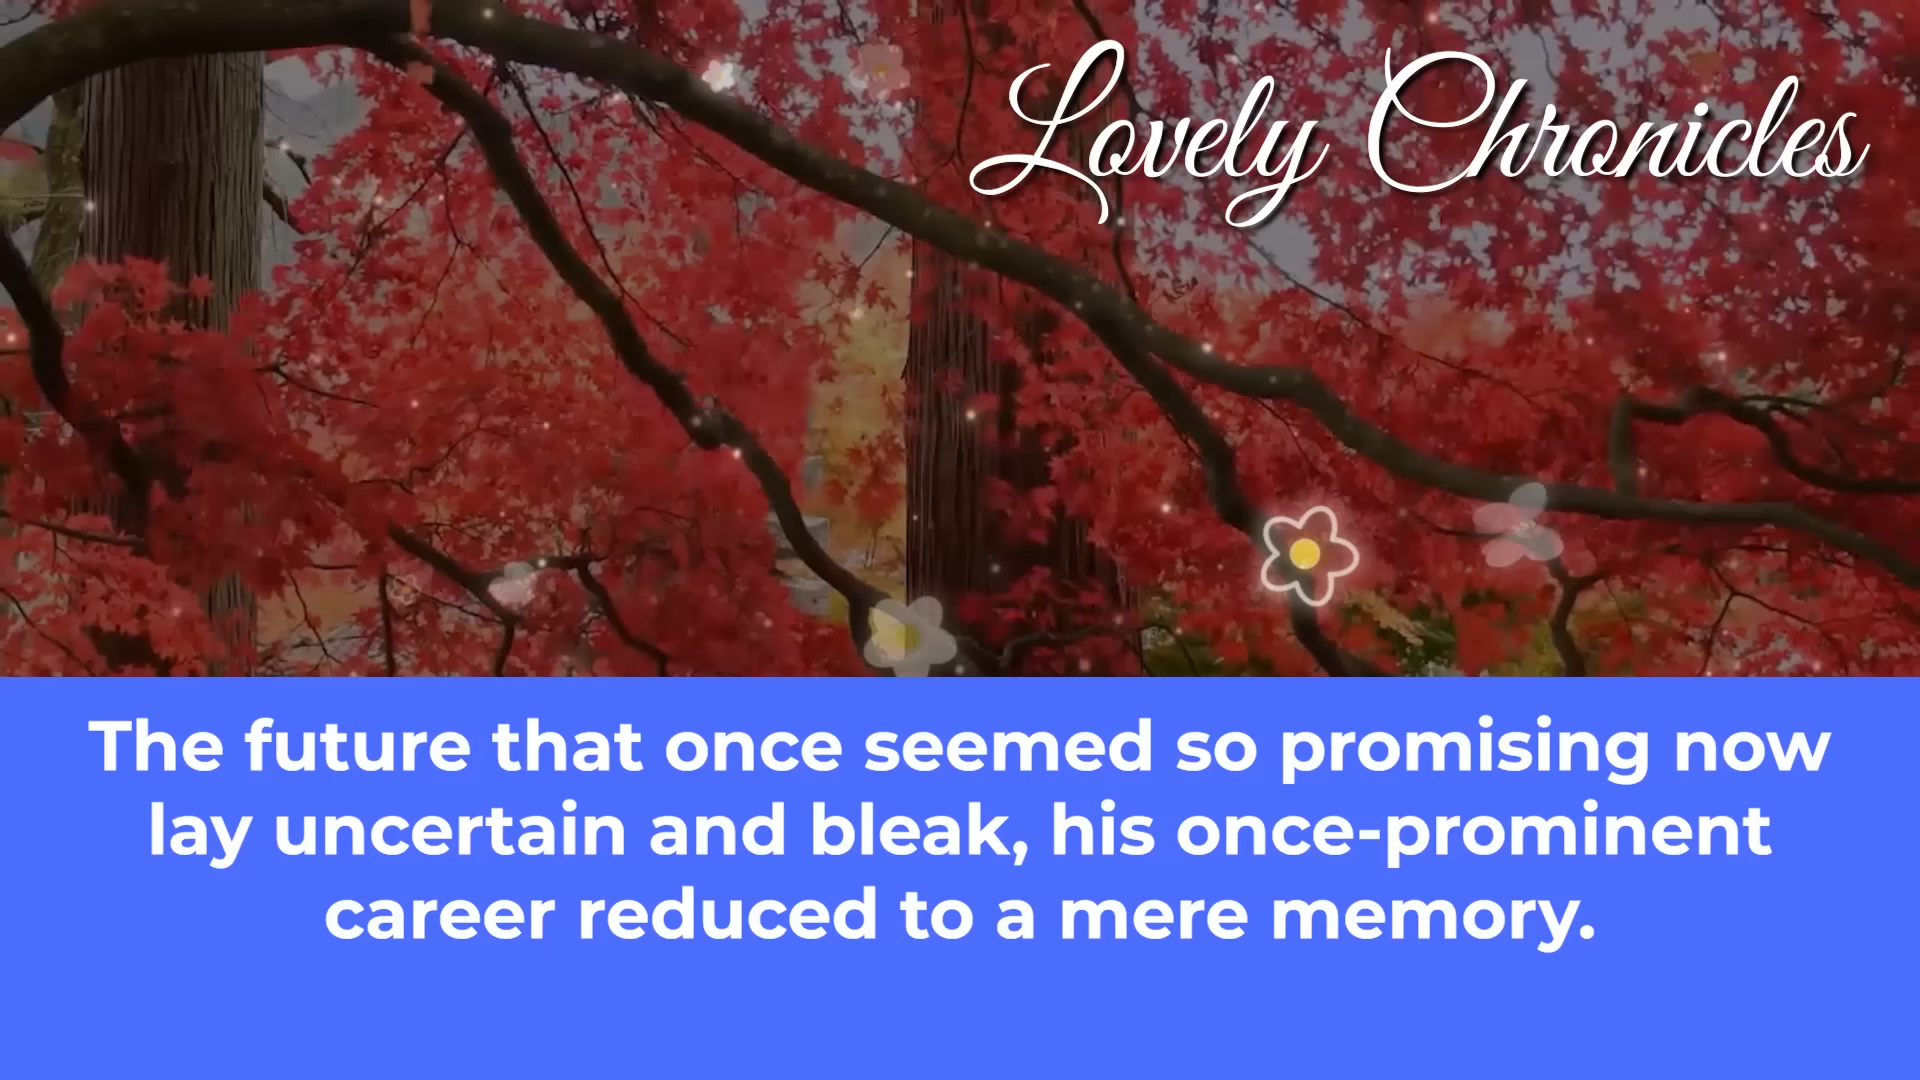 Lovely Chronicles
The future that once seemed so promising now
lay uncertain and bleak, his once-prominent
career reduced to a mere memory.